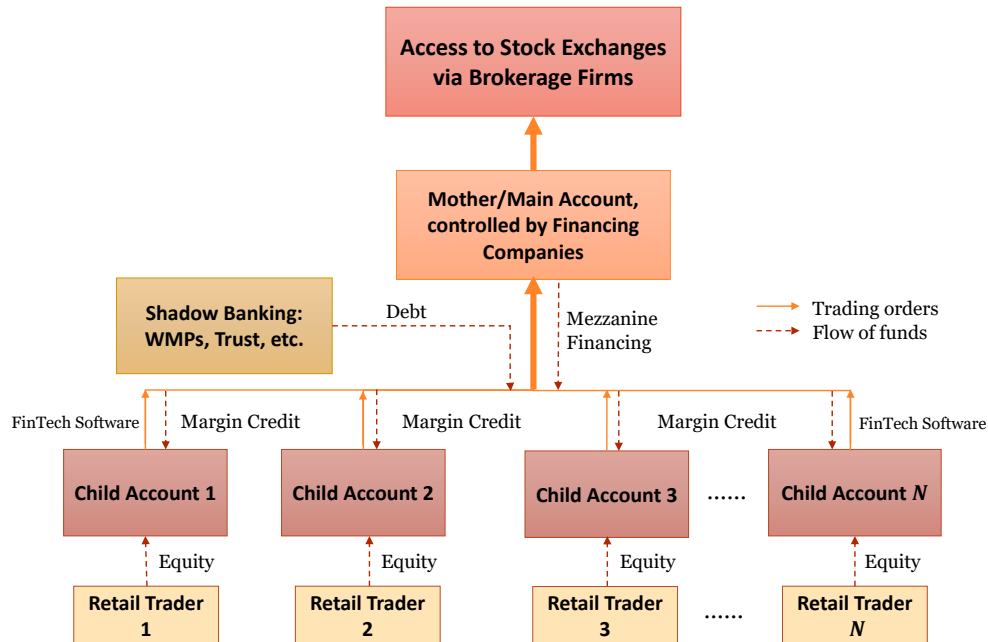 Access to Stock Exchanges
via Brokerage Firms
Mother/Main Account,
controlled by Financing
Companies
Shadow Banking:
WMPs, Trust, etc.
Debt
Mezzanine
Financing
Trading orders
Flow of funds
FinTech Software
Margin Credit
Margin Credit
Margin Credit
Margin Credit
FinTech Software
Child Account 1
Child Account 2
Child Account 3
......
Child Account N
Equity
Equity
Equity
Equity
Retail Trader
1
Retail Trader
2
Retail Trader
3
......
Retail Trader
N